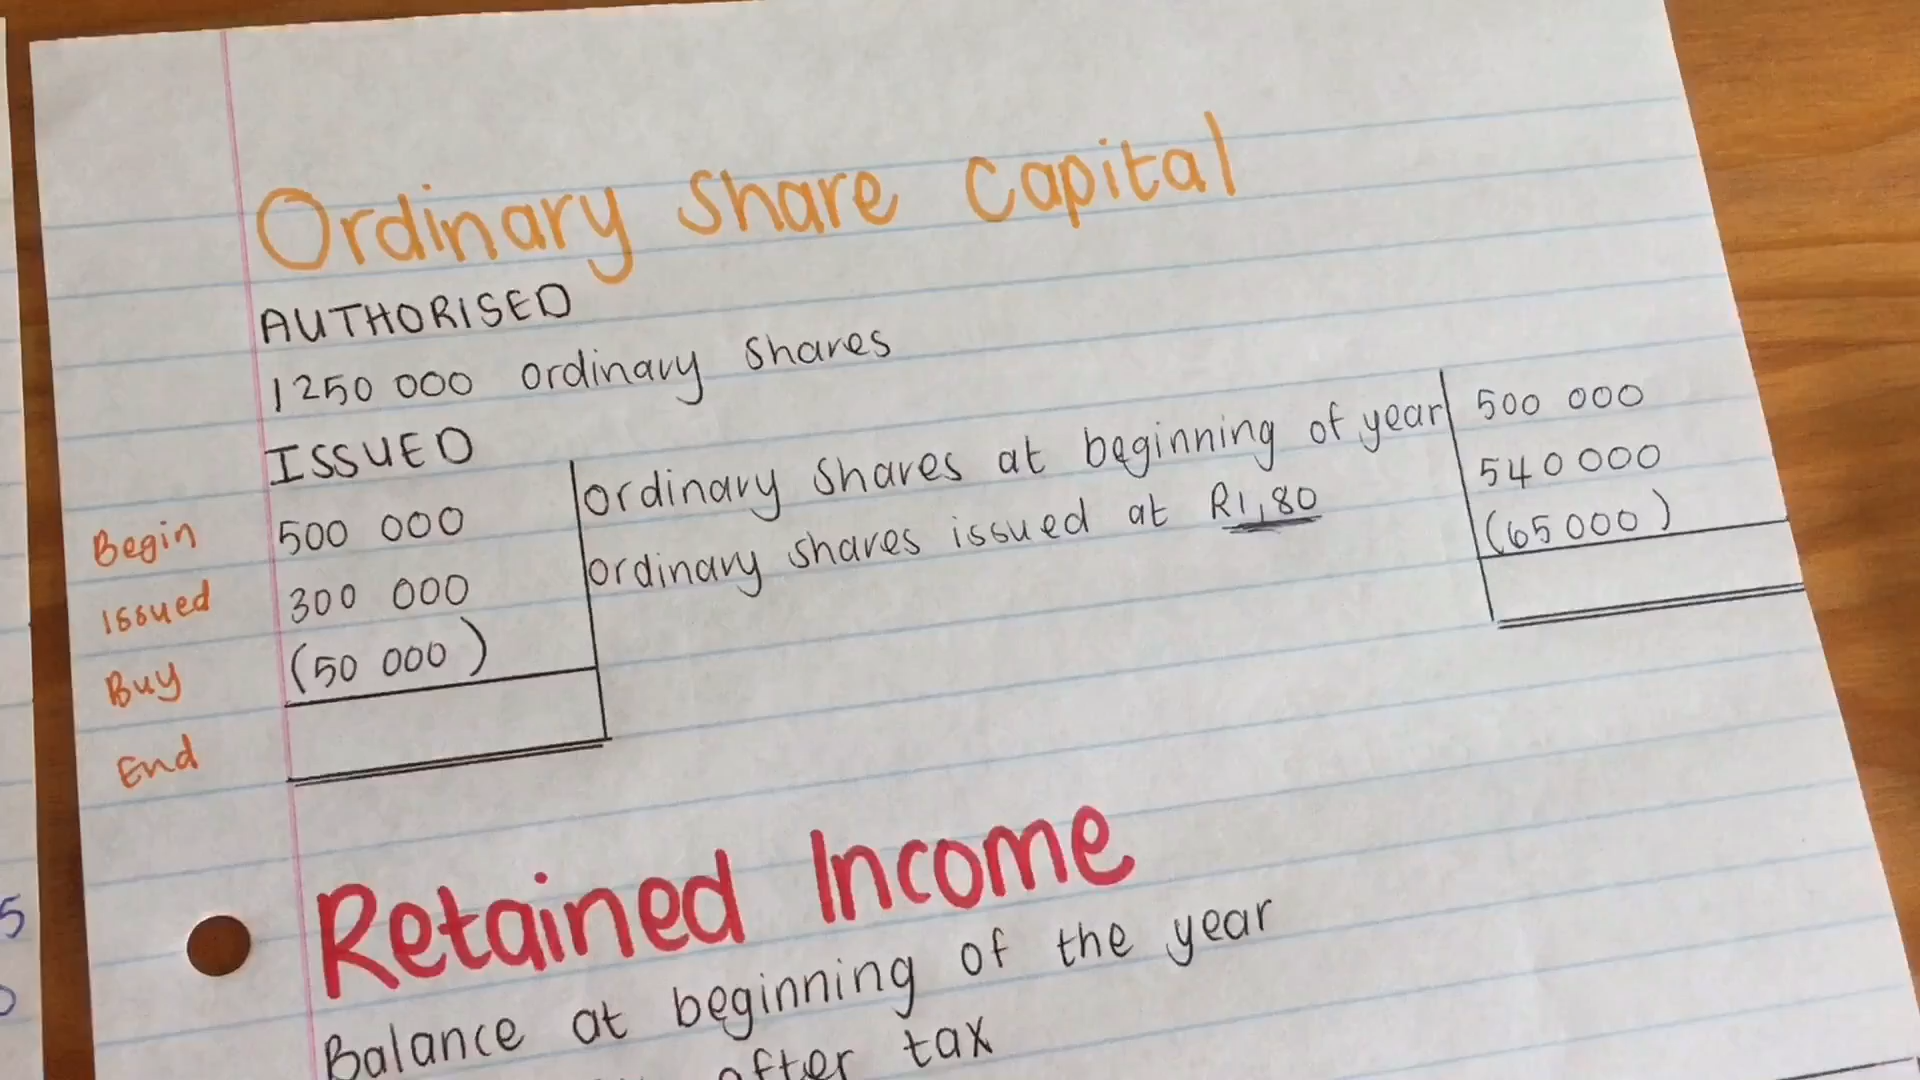 Ordinary Share Capital
AUTHORISED
1250 000 ordinary shares
ISSUED
Begin 500 000 ordinary shares at beginning of year 500 000
Issued 300 000 ordinary shares issued at R1,80 540 000
Buy (50 000) (65 000)
End
Retained Income
Balance at beginning of the year
after tax
5